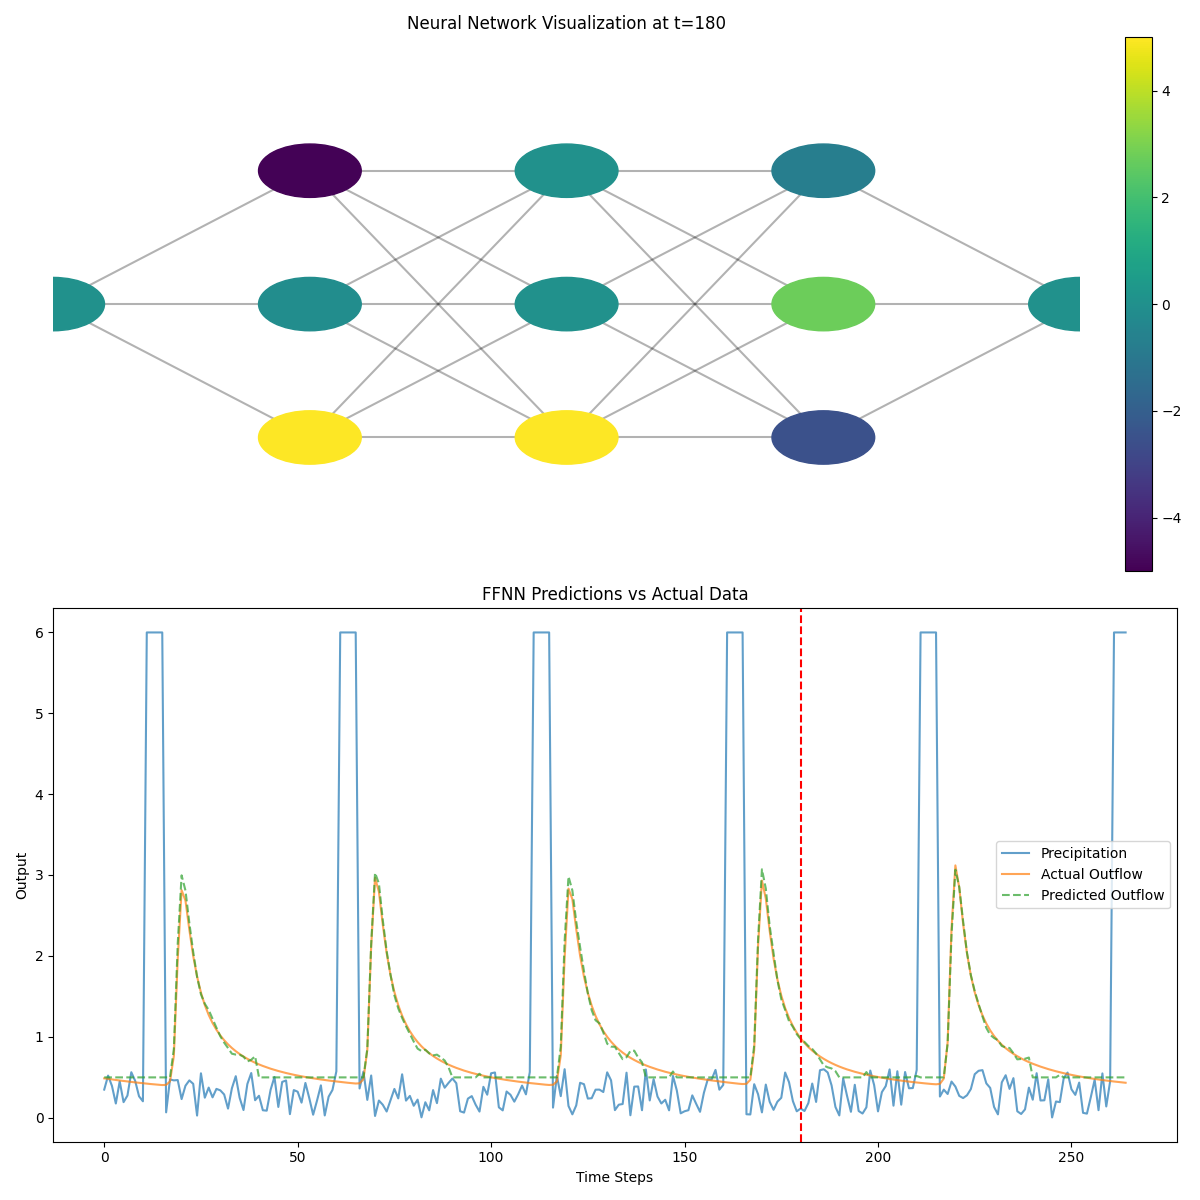 Neural Network Visualization at t=180
4
2
0
−2
−4
FFNN Predictions vs Actual Data
Output
6
5
4
3
2
1
0
Precipitation
Actual Outflow
Predicted Outflow
0 50 100 150 200 250
Time Steps